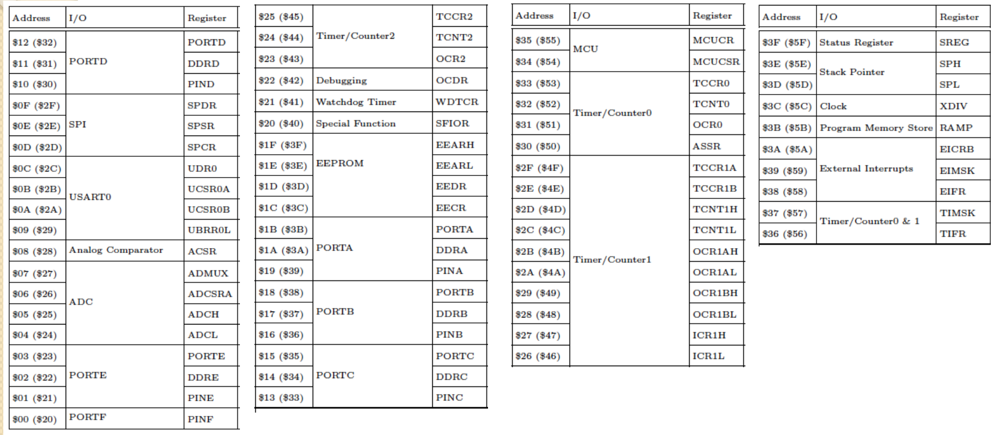 Address I/O Register
$12 ($32) PORTD
PORTD
$11 ($31) DDRD
$10 ($30) PIND
$0F ($2F) SPDR
$0E ($2E) SPI SPSR
$0D ($2D) SPCR
$0C ($2C) UDR0
$0B ($2B) UCSR0A
USART0
$0A ($2A) UCSR0B
$09 ($29) UBRR0L
$08 ($28) Analog Comparator ACSR
$07 ($27) ADMUX
$06 ($26) ADCSRA
ADC
$05 ($25) ADCH
$04 ($24) ADCL
$03 ($23) PORTE
$02 ($22) PORTE DDRE
$01 ($21) PINE
$00 ($20) PORTF PINF
$25 ($45) TCCR2
$24 ($44) Timer/Counter2 TCNT2
$23 ($43) OCR2
$22 ($42) Debugging OCDR
$21 ($41) Watchdog Timer WDTCR
$20 ($40) Special Function SFIOR
$1F ($3F) EEARH
$1E ($3E) EEPROM EEARL
$1D ($3D) EEDR
$1C ($3C) EECR
$1B ($3B) PORTA
$1A ($3A) PORTA DDRA
$19 ($39) PINA
$18 ($38) PORTB
$17 ($37) PORTB DDRB
$16 ($36) PINB
$15 ($35) PORTC
$14 ($34) PORTC DDRC
$13 ($33) PINC
Address I/O Register
$35 ($55) MCUCR
MCU
$34 ($54) MCUCSR
$33 ($53) TCCR0
$32 ($52) TCNT0
Timer/Counter0
$31 ($51) OCR0
$30 ($50) ASSR
$2F ($4F) TCCR1A
$2E ($4E) TCCR1B
$2D ($4D) TCNT1H
$2C ($4C) TCNT1L
$2B ($4B) OCR1AH
Timer/Counter1
$2A ($4A) OCR1AL
$29 ($49) OCR1BH
$28 ($48) OCR1BL
$27 ($47) ICR1H
$26 ($46) ICR1L
Address I/O Register
$3F ($5F) Status Register SREG
$3E ($5E) SPH
Stack Pointer
$3D ($5D) SPL
$3C ($5C) Clock XDIV
$3B ($5B) Program Memory Store RAMP
$3A ($5A) EICRB
$39 ($59) External Interrupts EIMSK
$38 ($58) EIFR
$37 ($57) TIMSK
Timer/Counter0 & 1
$36 ($56) TIFR